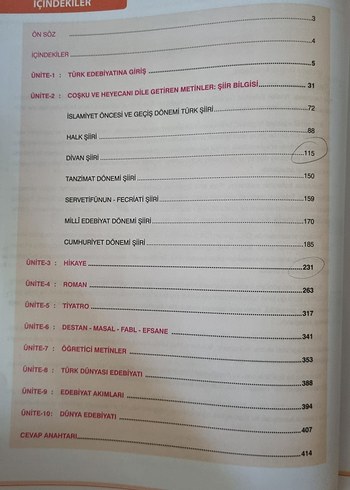 İÇİNDEKİLER
ÖN SÖZ 3
İÇİNDEKİLER 4
ÜNİTE-1 : TÜRK EDEBİYATINA GİRİŞ 5
ÜNİTE-2 : COŞKU VE HEYECANI DİLE GETİREN METİNLER: ŞİİR BİLGİSİ 31
İSLAMİYET ÖNCESİ VE GEÇİŞ DÖNEMİ TÜRK ŞİİRİ 72
HALK ŞİİRİ 88
DİVAN ŞİİRİ 115
TANZİMAT DÖNEMİ ŞİİRİ 150
SERVETİFÜNUN - FECRİATİ ŞİİRİ 159
MİLLÎ EDEBİYAT DÖNEMİ ŞİİRİ 170
CUMHURİYET DÖNEMİ ŞİİRİ 185
ÜNİTE-3 : HİKAYE 231
ÜNİTE-4 : ROMAN 263
ÜNİTE-5 : TİYATRO 317
ÜNİTE-6 : DESTAN - MASAL - FABL - EFSANE 341
ÜNİTE-7 : ÖĞRETİCİ METİNLER 353
ÜNİTE-8 : TÜRK DÜNYASI EDEBİYATI 388
ÜNİTE-9 : EDEBİYAT AKIMLARI 394
ÜNİTE-10: DÜNYA EDEBİYATI 407
CEVAP ANAHTARI 414